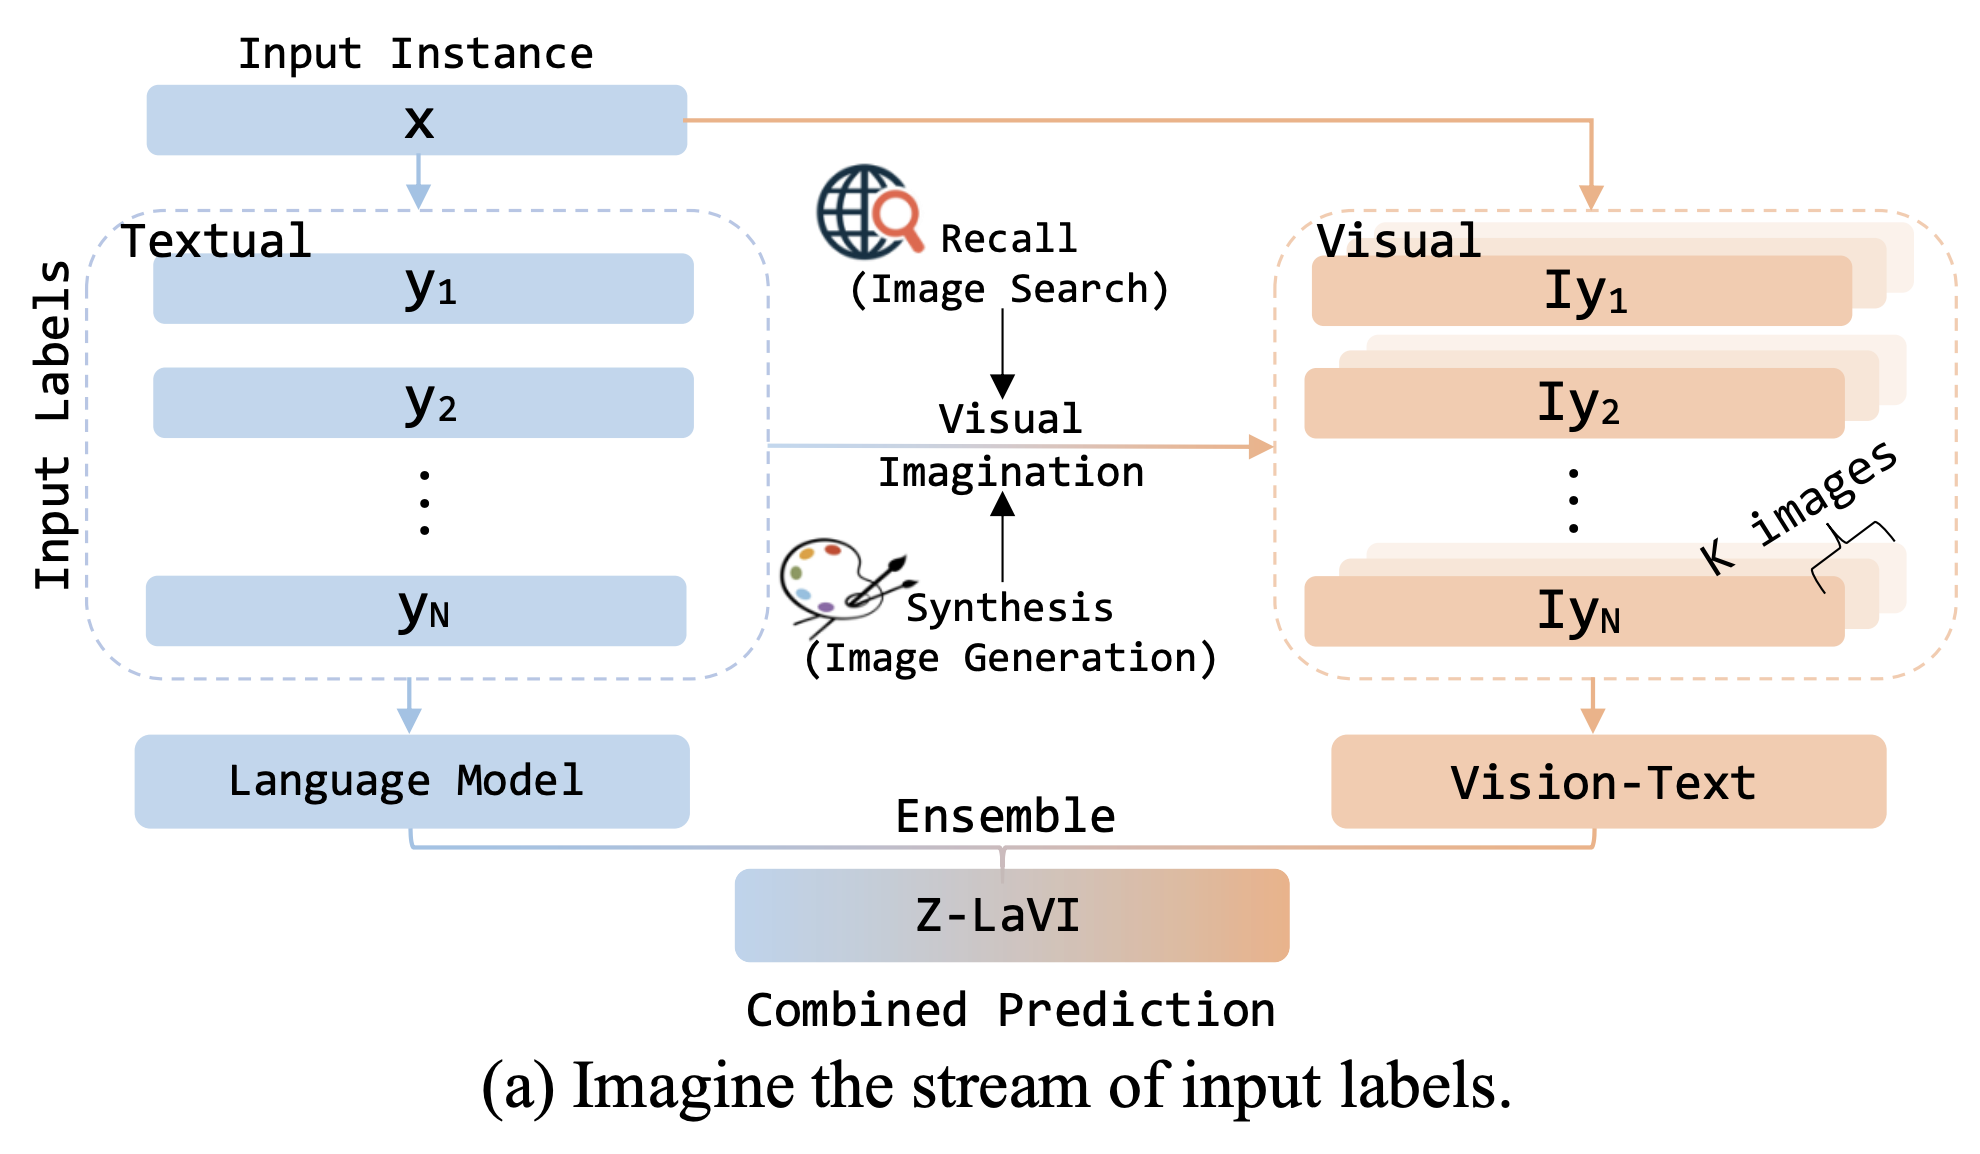 Input Instance
x
Textual
Input Labels
y1
y2
yN
Recall
(Image Search)
Visual
Imagination
Synthesis
(Image Generation)
Visual
Iy1
Iy2
K images
IyN
Language Model
Vision-Text
Ensemble
Z-LaVI
Combined Prediction
(a) Imagine the stream of input labels.